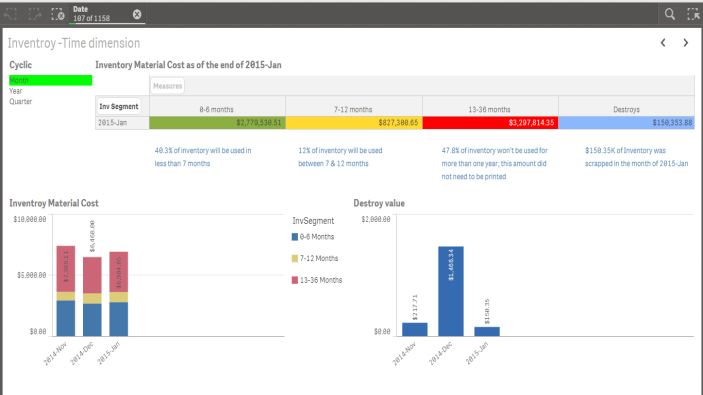 Date
107 of 1158
Inventroy -Time dimension
Cyclic
Month
Year
Quarter
Inventory Material Cost as of the end of 2015-Jan
Measures
Inv Segment
0-6 months
7-12 months
13-36 months
Destroys
2015-Jan
$2,779,530.51
$827,300.65
$3,297,814.35
$150,353.88
40.3% of inventory will be used in
less than 7 months
12% of inventory will be used
between 7 & 12 months
47.8% of inventory won't be used for
more than one year; this amount did
not need to be printed
$150.35K of Inventory was
scrapped in the month of 2015-Jan
Inventroy Material Cost
$10,000.00
$5,000.00
$0.00
2014-Nov
2014-Dec
2015-Jan
InvSegment
0-6 Months
7-12 Months
13-36 Months
Destroy value
$2,000.00
$0.00
$217.71
$1,466.34
$150.35
2014-Nov
2014-Dec
2015-Jan